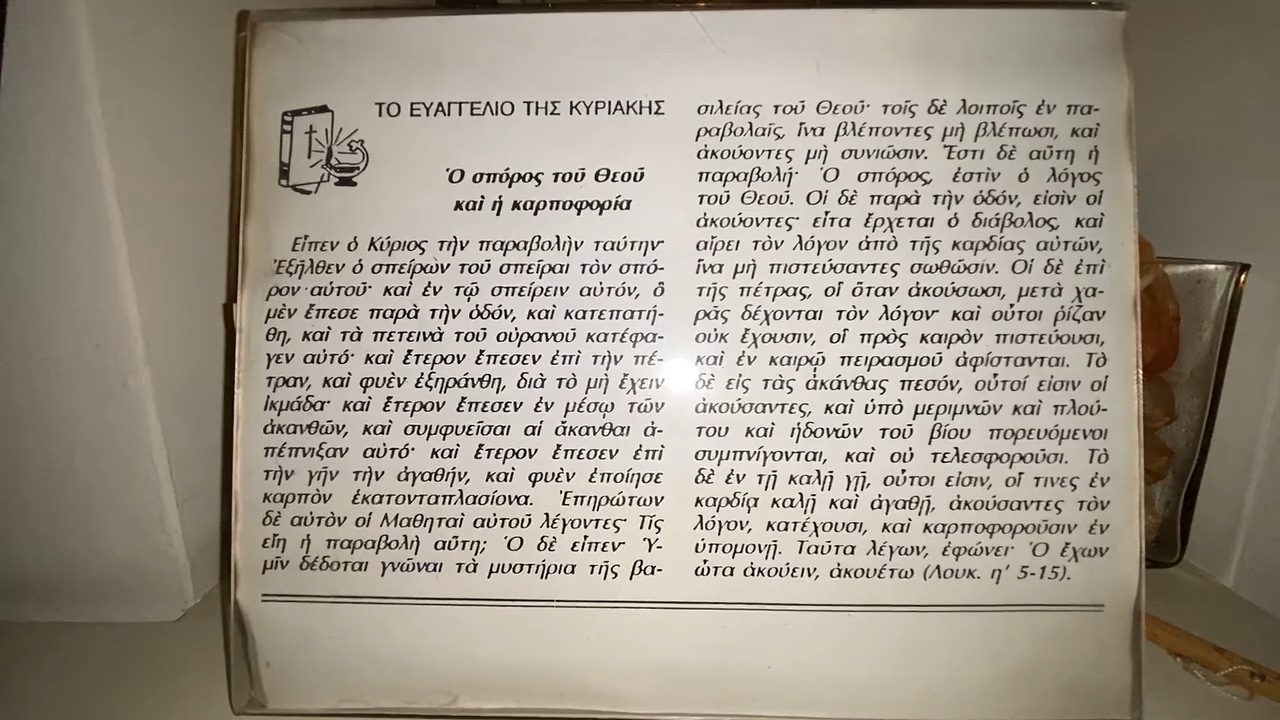 ΤΟ ΕΥΑΓΓΕΛΙΟ ΤΗΣ ΚΥΡΙΑΚΗΣ
Ὁ σπόρος τοῦ Θεοῦ
καὶ ἡ καρποφορία
Εἶπεν ὁ Κύριος τὴν παραβολὴν ταύτην·
Ἐξῆλθεν ὁ σπείρων τοῦ σπεῖραι τὸν σπό-
ρον αὐτοῦ· καὶ ἐν τῷ σπείρειν αὐτόν, ὃ
μὲν ἔπεσε παρὰ τὴν ὁδόν, καὶ κατεπατή-
θη, καὶ τὰ πετεινὰ τοῦ οὐρανοῦ κατέφα-
γεν αὐτό· καὶ ἕτερον ἔπεσεν ἐπὶ τὴν πέ-
τραν, καὶ φυὲν ἐξηράνθη, διὰ τὸ μὴ ἔχειν
ἰκμάδα· καὶ ἕτερον ἔπεσεν ἐν μέσῳ τῶν
ἀκανθῶν, καὶ συμφυεῖσαι αἱ ἄκανθαι ἀ-
πέπνιξαν αὐτό· καὶ ἕτερον ἔπεσεν ἐπὶ
τὴν γῆν τὴν ἀγαθήν, καὶ φυὲν ἐποίησε
καρπὸν ἑκατονταπλασίονα. Ἐπηρώτων
δὲ αὐτὸν οἱ Μαθηταὶ αὐτοῦ λέγοντες· Τίς
εἴη ἡ παραβολὴ αὕτη; Ὁ δὲ εἶπεν· Ὑ-
μῖν δέδοται γνῶναι τὰ μυστήρια τῆς βα-
σιλείας τοῦ Θεοῦ· τοῖς δὲ λοιποῖς ἐν πα-
ραβολαῖς, ἵνα βλέποντες μὴ βλέπωσι, καὶ
ἀκούοντες μὴ συνιῶσιν. Ἔστι δὲ αὕτη ἡ
παραβολή· Ὁ σπόρος, ἐστὶν ὁ λόγος
τοῦ Θεοῦ. Οἱ δὲ παρὰ τὴν ὁδόν, εἰσὶν οἱ
ἀκούοντες· εἶτα ἔρχεται ὁ διάβολος, καὶ
αἴρει τὸν λόγον ἀπὸ τῆς καρδίας αὐτῶν,
ἵνα μὴ πιστεύσαντες σωθῶσιν. Οἱ δὲ ἐπὶ
τῆς πέτρας, οἳ ὅταν ἀκούσωσι, μετὰ χα-
ρᾶς δέχονται τὸν λόγον· καὶ οὗτοι ῥίζαν
οὐκ ἔχουσιν, οἳ πρὸς καιρὸν πιστεύουσι,
καὶ ἐν καιρῷ πειρασμοῦ ἀφίστανται. Τὸ
δὲ εἰς τὰς ἀκάνθας πεσόν, οὗτοί εἰσιν οἱ
ἀκούσαντες, καὶ ὑπὸ μεριμνῶν καὶ πλού-
του καὶ ἡδονῶν τοῦ βίου πορευόμενοι
συμπνίγονται, καὶ οὐ τελεσφοροῦσι. Τὸ
δὲ ἐν τῇ καλῇ γῇ, οὗτοι εἰσιν, οἵ τινες ἐν
καρδίᾳ καλῇ καὶ ἀγαθῇ, ἀκούσαντες τὸν
λόγον, κατέχουσι, καὶ καρποφοροῦσιν ἐν
ὑπομονῇ. Ταῦτα λέγων, ἐφώνει· Ὁ ἔχων
ὦτα ἀκούειν, ἀκουέτω (Λουκ. η' 5-15).